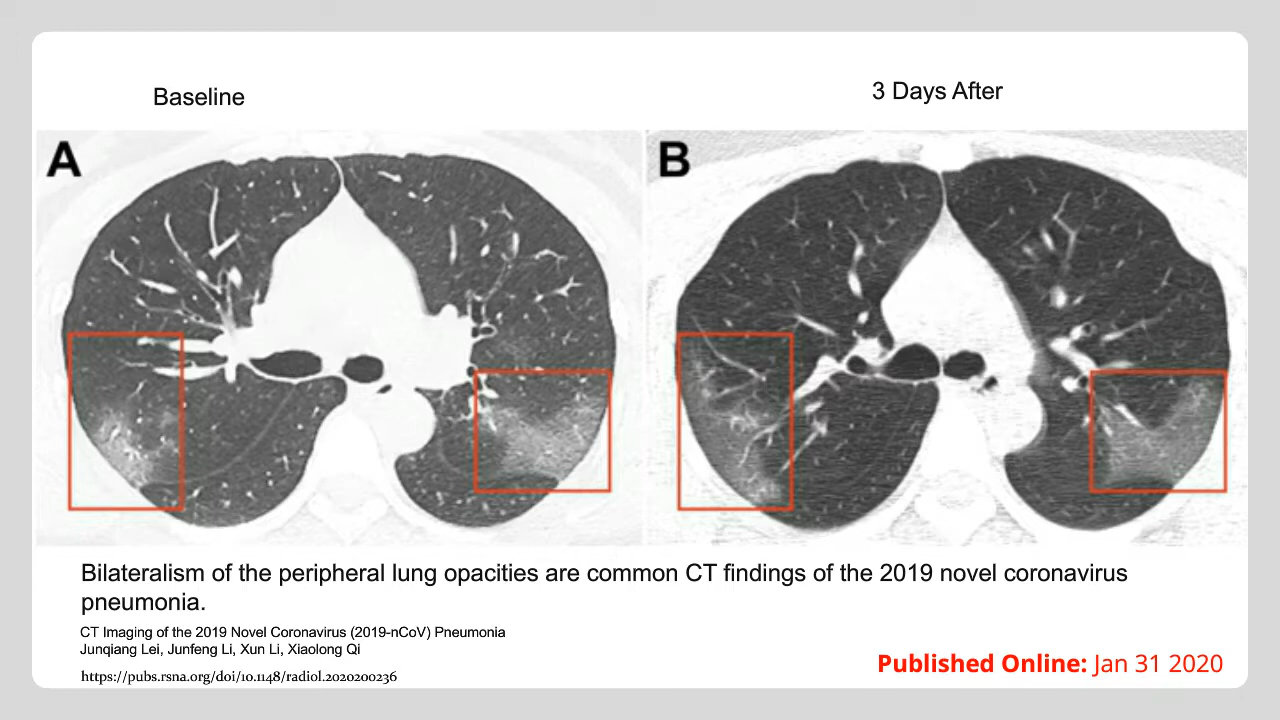 Baseline
3 Days After
A
B
Bilateralism of the peripheral lung opacities are common CT findings of the 2019 novel coronavirus
pneumonia.
CT Imaging of the 2019 Novel Coronavirus (2019-nCoV) Pneumonia
Junqiang Lei, Junfeng Li, Xun Li, Xiaolong Qi
https://pubs.rsna.org/doi/10.1148/radiol.2020200236
Published Online: Jan 31 2020